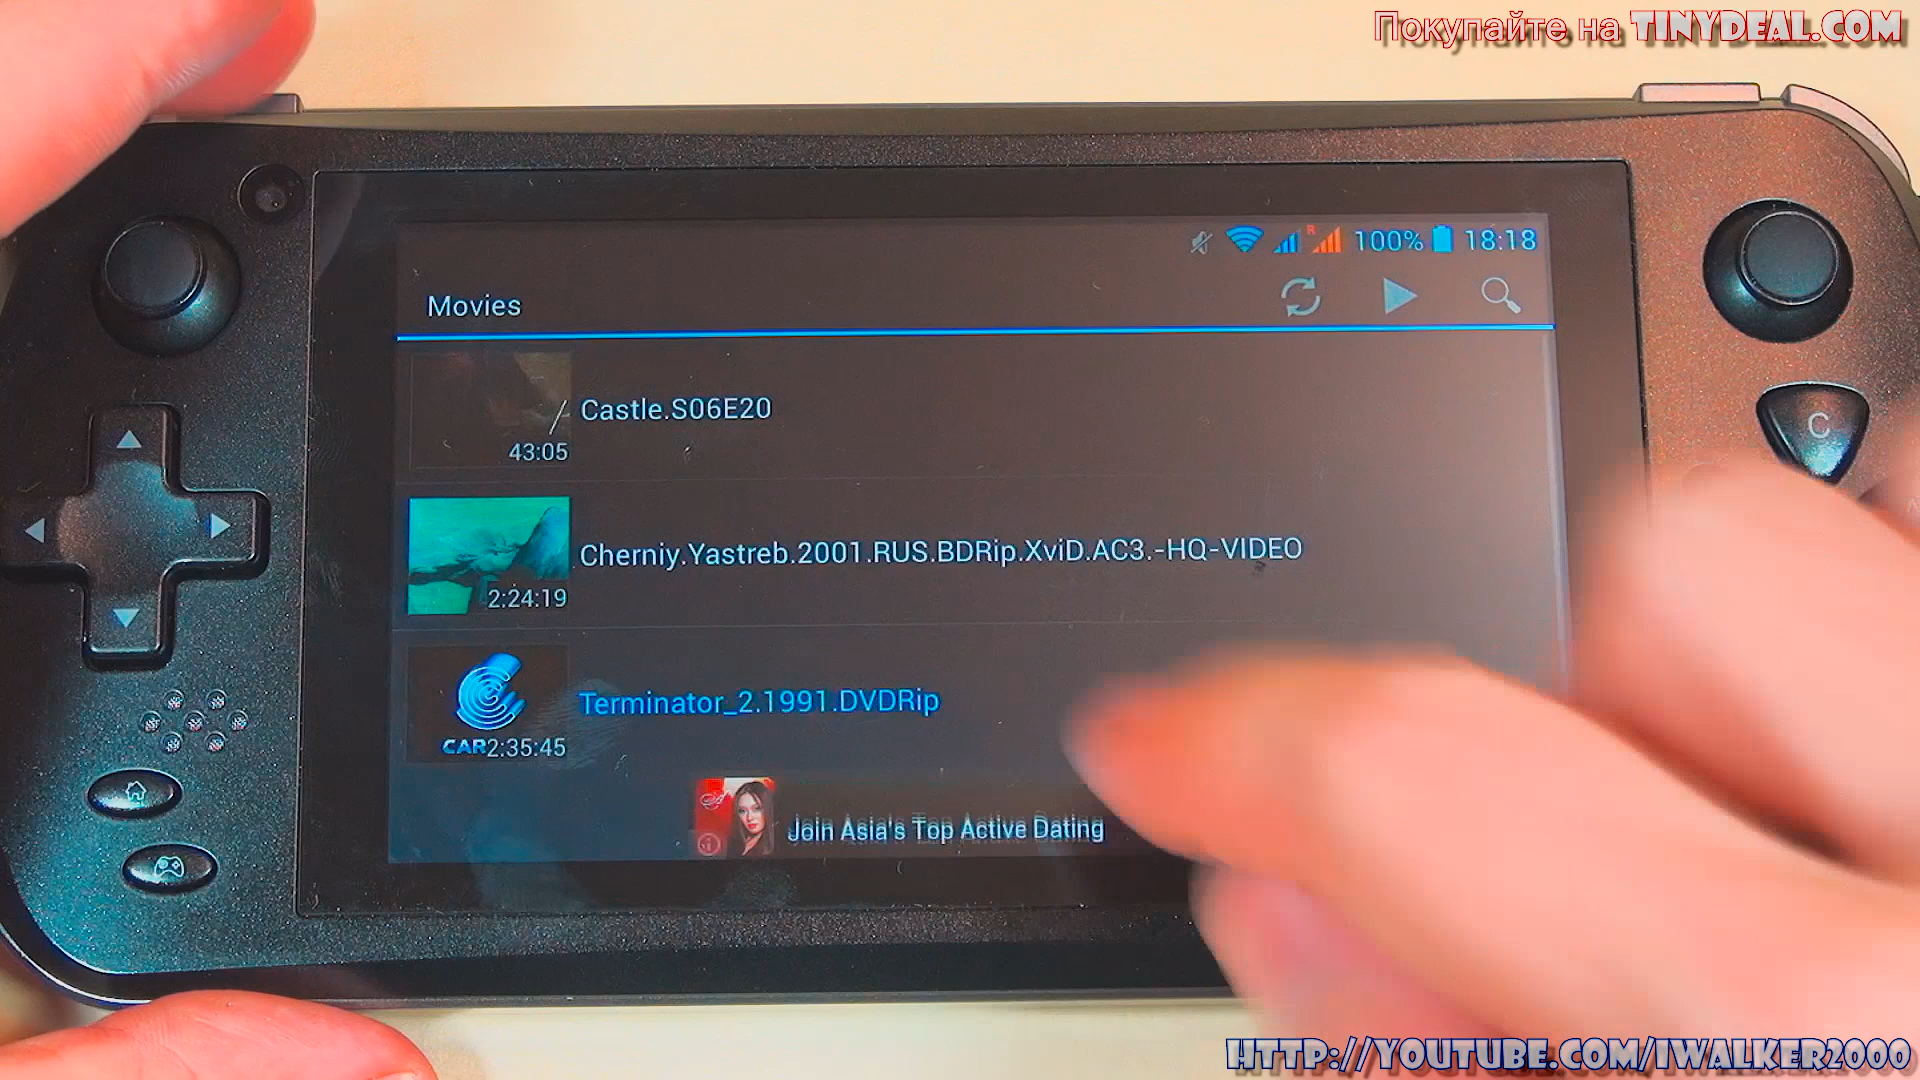 Покупайте на TINYDEAL.COM
R 100% 18:18
Movies
Castle.S06E20
43:05
C
Cherniy.Yastreb.2001.RUS.BDRip.XviD.AC3.-HQ-VIDEO
2:24:19
Terminator_2.1991.DVDRip
CAR 2:35:45
Join Asia's Top Active Dating
HTTP://YOUTUBE.COM/IWALKER2000